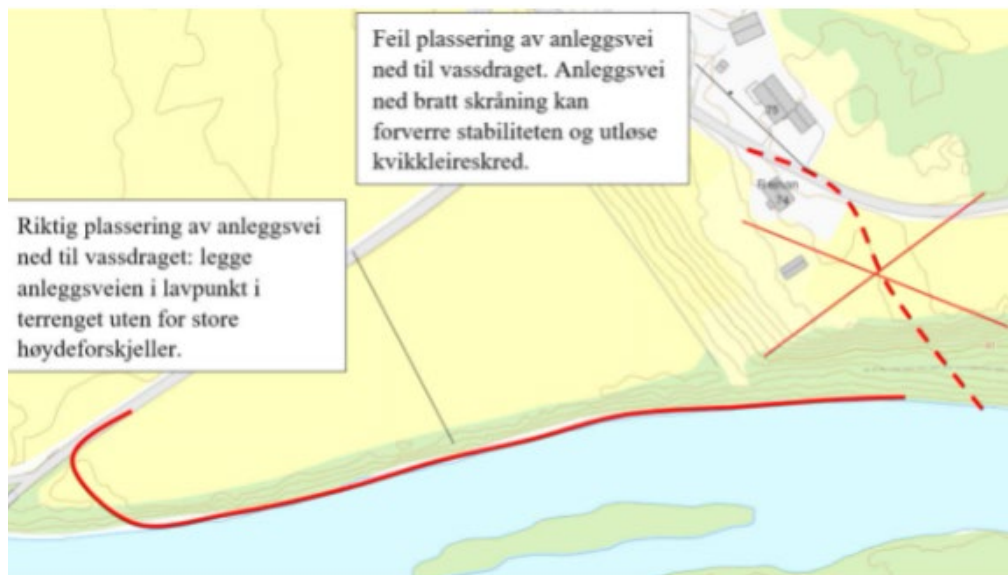 Feil plassering av anleggsvei
ned til vassdraget. Anleggsvei
ned bratt skråning kan
forverre stabiliteten og utløse
kvikkleireskred.
Riktig plassering av anleggsvei
ned til vassdraget: legge
anleggsveien i lavpunkt i
terrenget uten for store
høydeforskjeller.